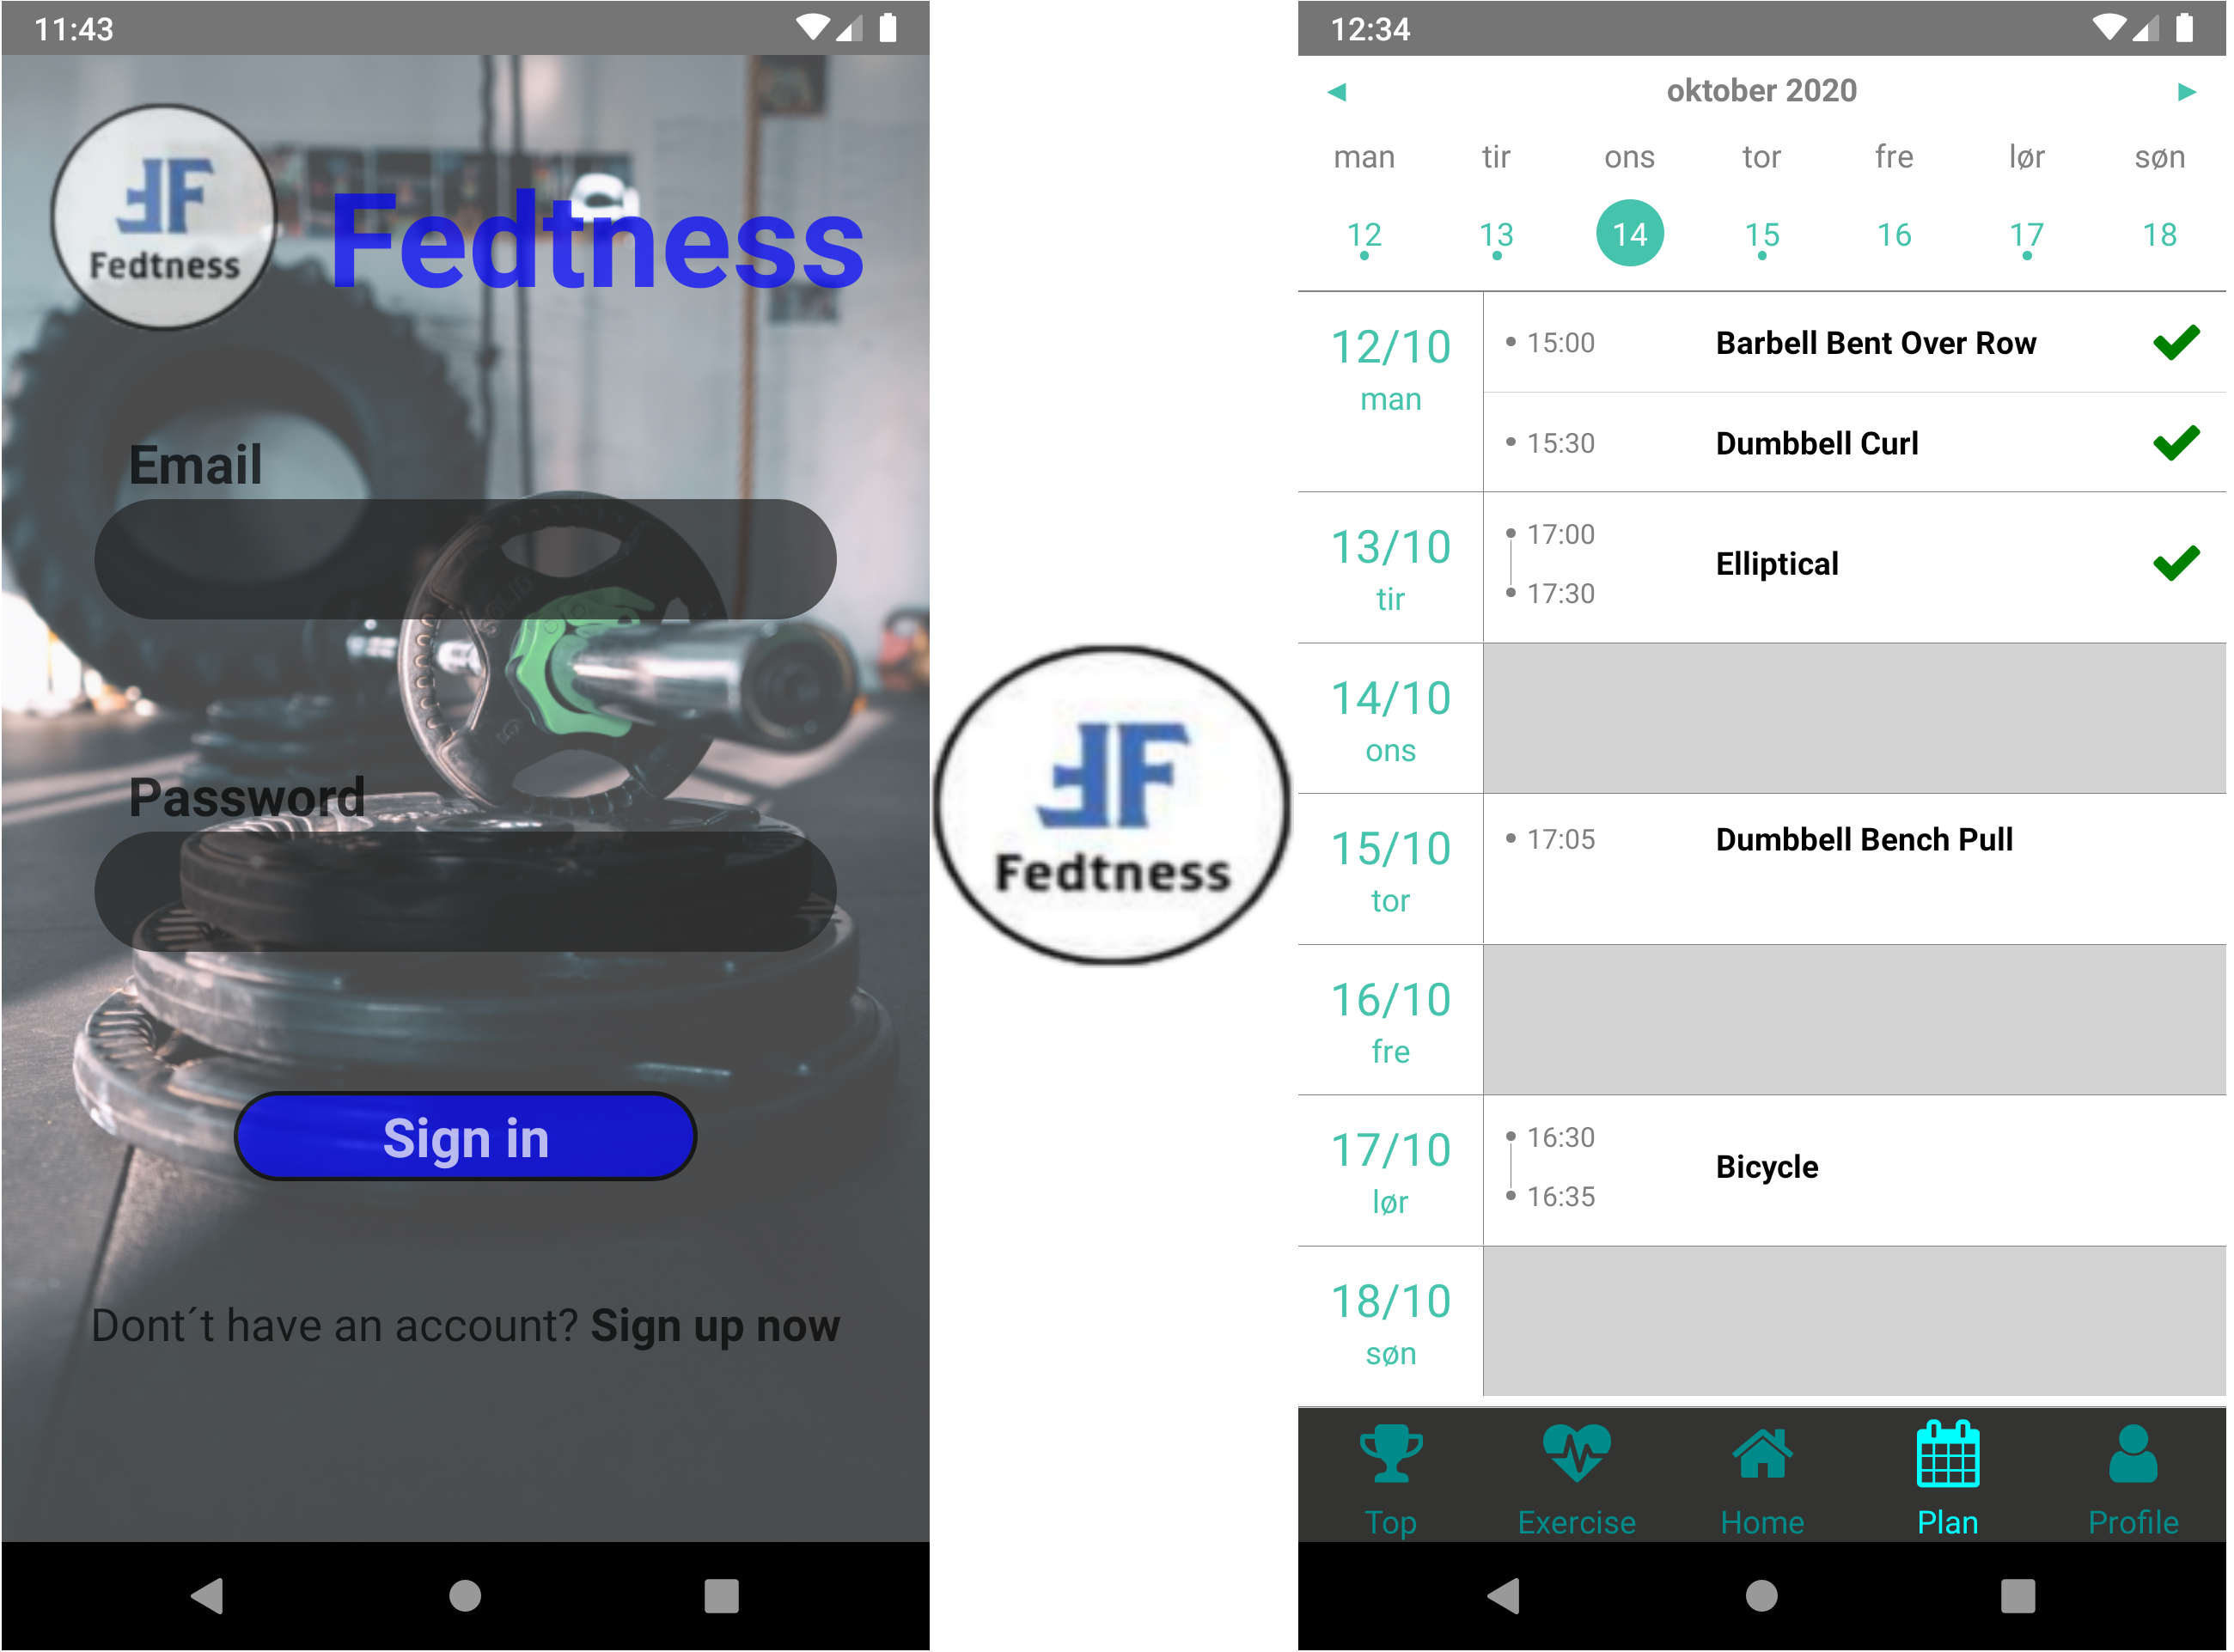 11:43
Fedtness
Fedtness
Email
Password
Sign in
Dont´t have an account? Sign up now
Fedtness
12:34
oktober 2020
man tir ons tor fre lør søn
12 13 14 15 16 17 18
12/10
man
15:00 Barbell Bent Over Row
15:30 Dumbbell Curl
13/10
tir
17:00
17:30
Elliptical
14/10
ons
15/10
tor
17:05 Dumbbell Bench Pull
16/10
fre
17/10
lør
16:30
16:35
Bicycle
18/10
søn
Top Exercise Home Plan Profile